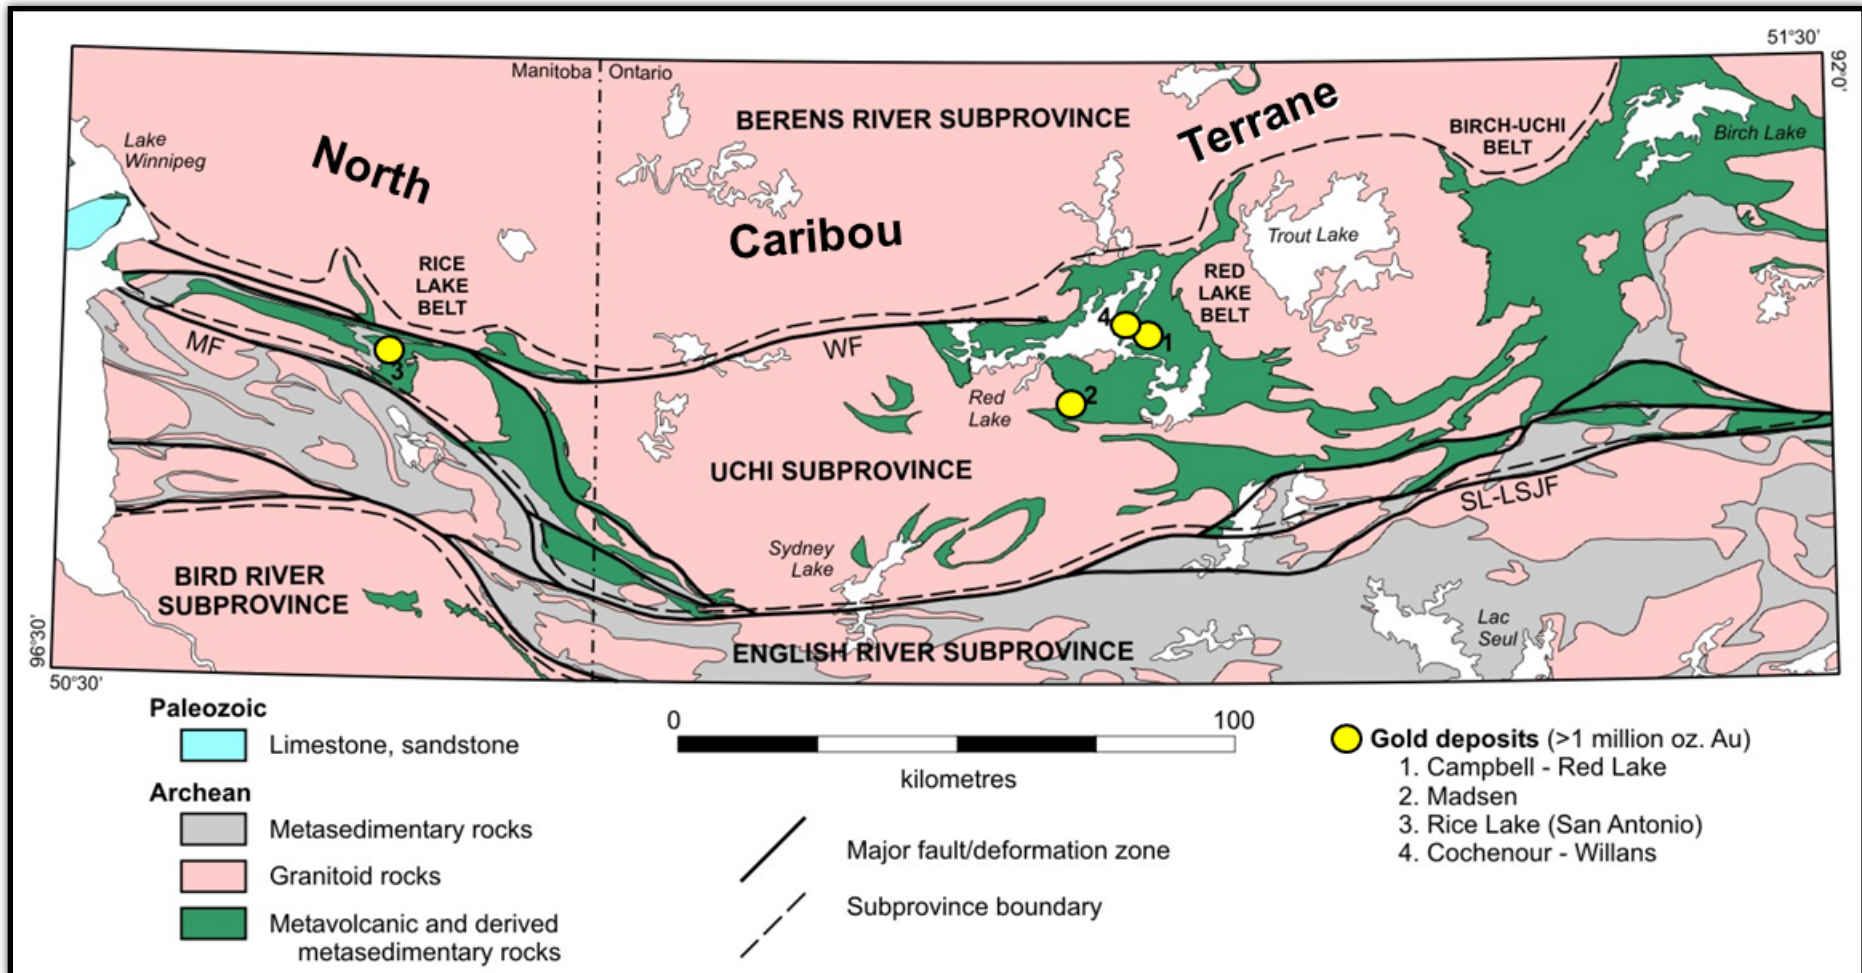 51°30'
92°0'
Manitoba
Ontario
BERENS RIVER SUBPROVINCE
Terrane
BIRCH-UCHI
BELT
Birch Lake
Lake
Winnipeg
North
Caribou
Trout Lake
RICE
LAKE
BELT
RED
LAKE
BELT
MF
WF
4
1
3
2
Red
Lake
UCHI SUBPROVINCE
SL-LSJF
Sydney
Lake
BIRD RIVER
SUBPROVINCE
Lac
Seul
ENGLISH RIVER SUBPROVINCE
96°30'
50°30'
Paleozoic
Limestone, sandstone
Archean
Metasedimentary rocks
Granitoid rocks
Metavolcanic and derived
metasedimentary rocks
0
100
kilometres
Major fault/deformation zone
Subprovince boundary
Gold deposits (>1 million oz. Au)
1. Campbell - Red Lake
2. Madsen
3. Rice Lake (San Antonio)
4. Cochenour - Willans